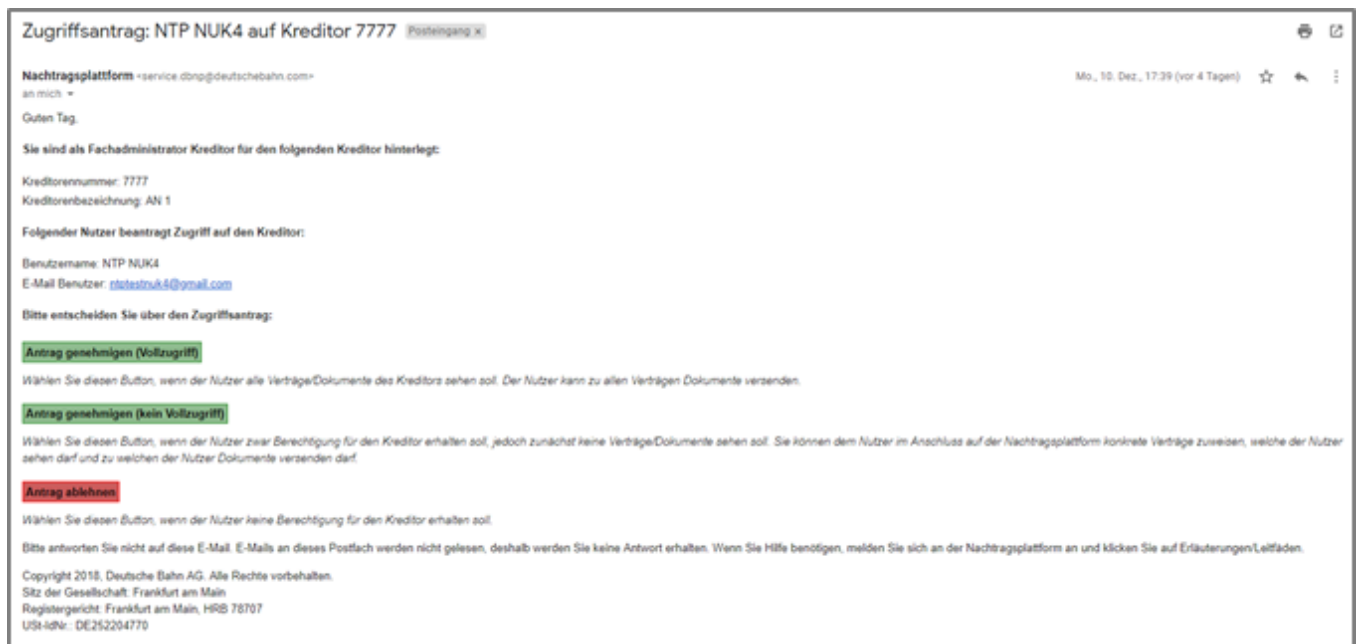 Zugriffsantrag: NTP NUK4 auf Kreditor 7777 Posteingang x
Nachtragsplattform <service.dbnp@deutschebahn.com>
Mo., 10. Dez., 17:39 (vor 4 Tagen)
an mich
Guten Tag,
Sie sind als Fachadministrator Kreditor für den folgenden Kreditor hinterlegt:
Kreditorennummer: 7777
Kreditorenbezeichnung: AN 1
Folgender Nutzer beantragt Zugriff auf den Kreditor:
Benutzername: NTP NUK4
E-Mail Benutzer: ntptestnuk4@gmail.com
Bitte entscheiden Sie über den Zugriffsantrag:
Antrag genehmigen (Vollzugriff)
Wählen Sie diesen Button, wenn der Nutzer alle Verträge/Dokumente des Kreditors sehen soll. Der Nutzer kann zu allen Verträgen Dokumente versenden.
Antrag genehmigen (kein Vollzugriff)
Wählen Sie diesen Button, wenn der Nutzer zwar Berechtigung für den Kreditor erhalten soll, jedoch zunächst keine Verträge/Dokumente sehen soll. Sie können dem Nutzer im Anschluss auf der Nachtragsplattform konkrete Verträge zuweisen, welche der Nutzer
sehen darf und zu welchen der Nutzer Dokumente versenden darf.
Antrag ablehnen
Wählen Sie diesen Button, wenn der Nutzer keine Berechtigung für den Kreditor erhalten soll.
Bitte antworten Sie nicht auf diese E-Mail. E-Mails an dieses Postfach werden nicht gelesen, deshalb werden Sie keine Antwort erhalten. Wenn Sie Hilfe benötigen, melden Sie sich an der Nachtragsplattform an und klicken Sie auf Erläuterungen/Leitfäden.
Copyright 2018, Deutsche Bahn AG. Alle Rechte vorbehalten.
Sitz der Gesellschaft: Frankfurt am Main
Registergericht: Frankfurt am Main, HRB 78707
USt-IdNr.: DE252204770